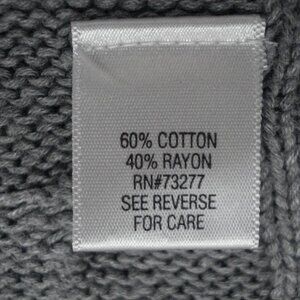 60% COTTON
40% RAYON
RN#73277
SEE REVERSE
FOR CARE